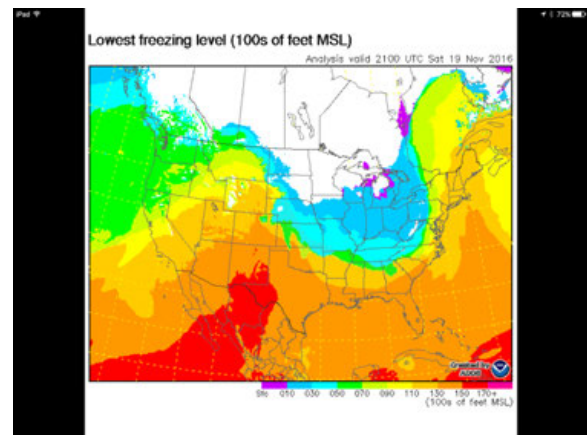 iPad
72%
Lowest freezing level (100s of feet MSL)
Analysis valid 2100 UTC Sat 19 Nov 2016
Created by
ADDS
Sfc 010 030 050 070 090 110 130 150 170+
(100s of feet MSL)